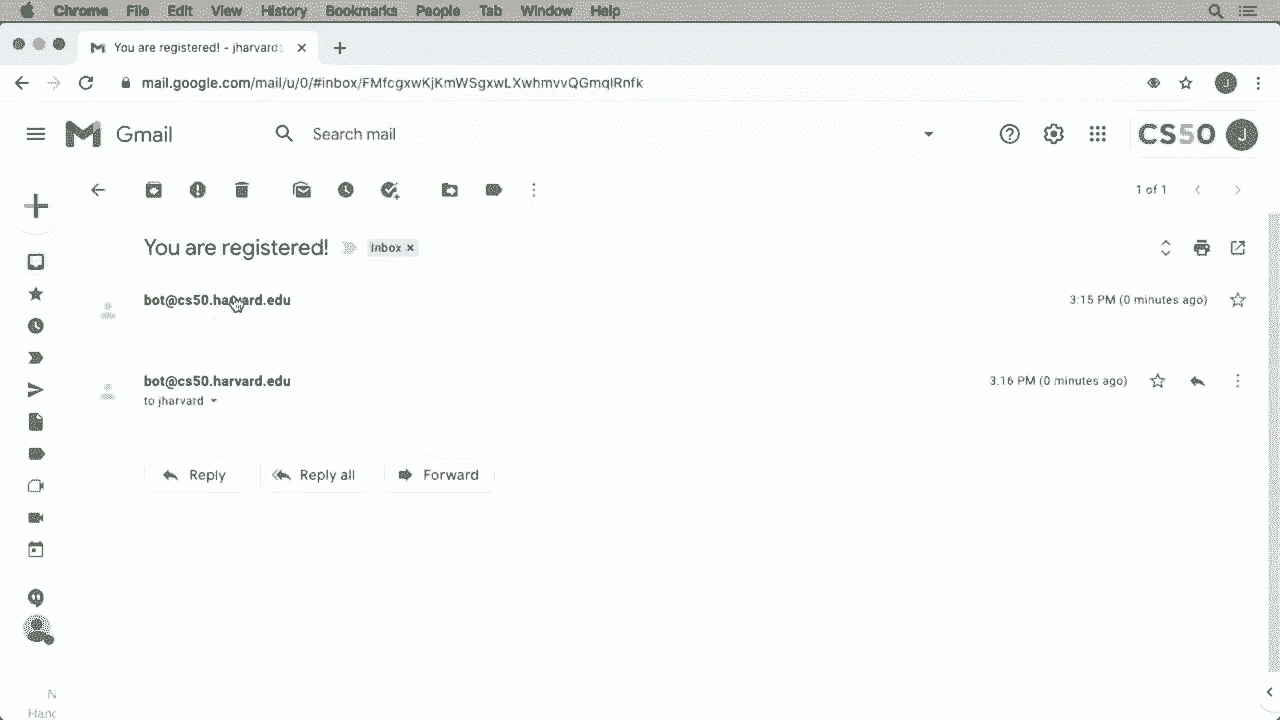 Chrome File Edit View History Bookmarks People Tab Window Help
You are registered! - jharvard
mail.google.com/mail/u/0/#inbox/FMfcgxwKjKmWSgxwLXwhmvvQGmqlRnfk
J
Gmail
Search mail
CS50 J
1 of 1
You are registered! Inbox ×
bot@cs50.harvard.edu 3:15 PM (0 minutes ago)
bot@cs50.harvard.edu 3:16 PM (0 minutes ago)
to jharvard
Reply Reply all Forward
N
Hang